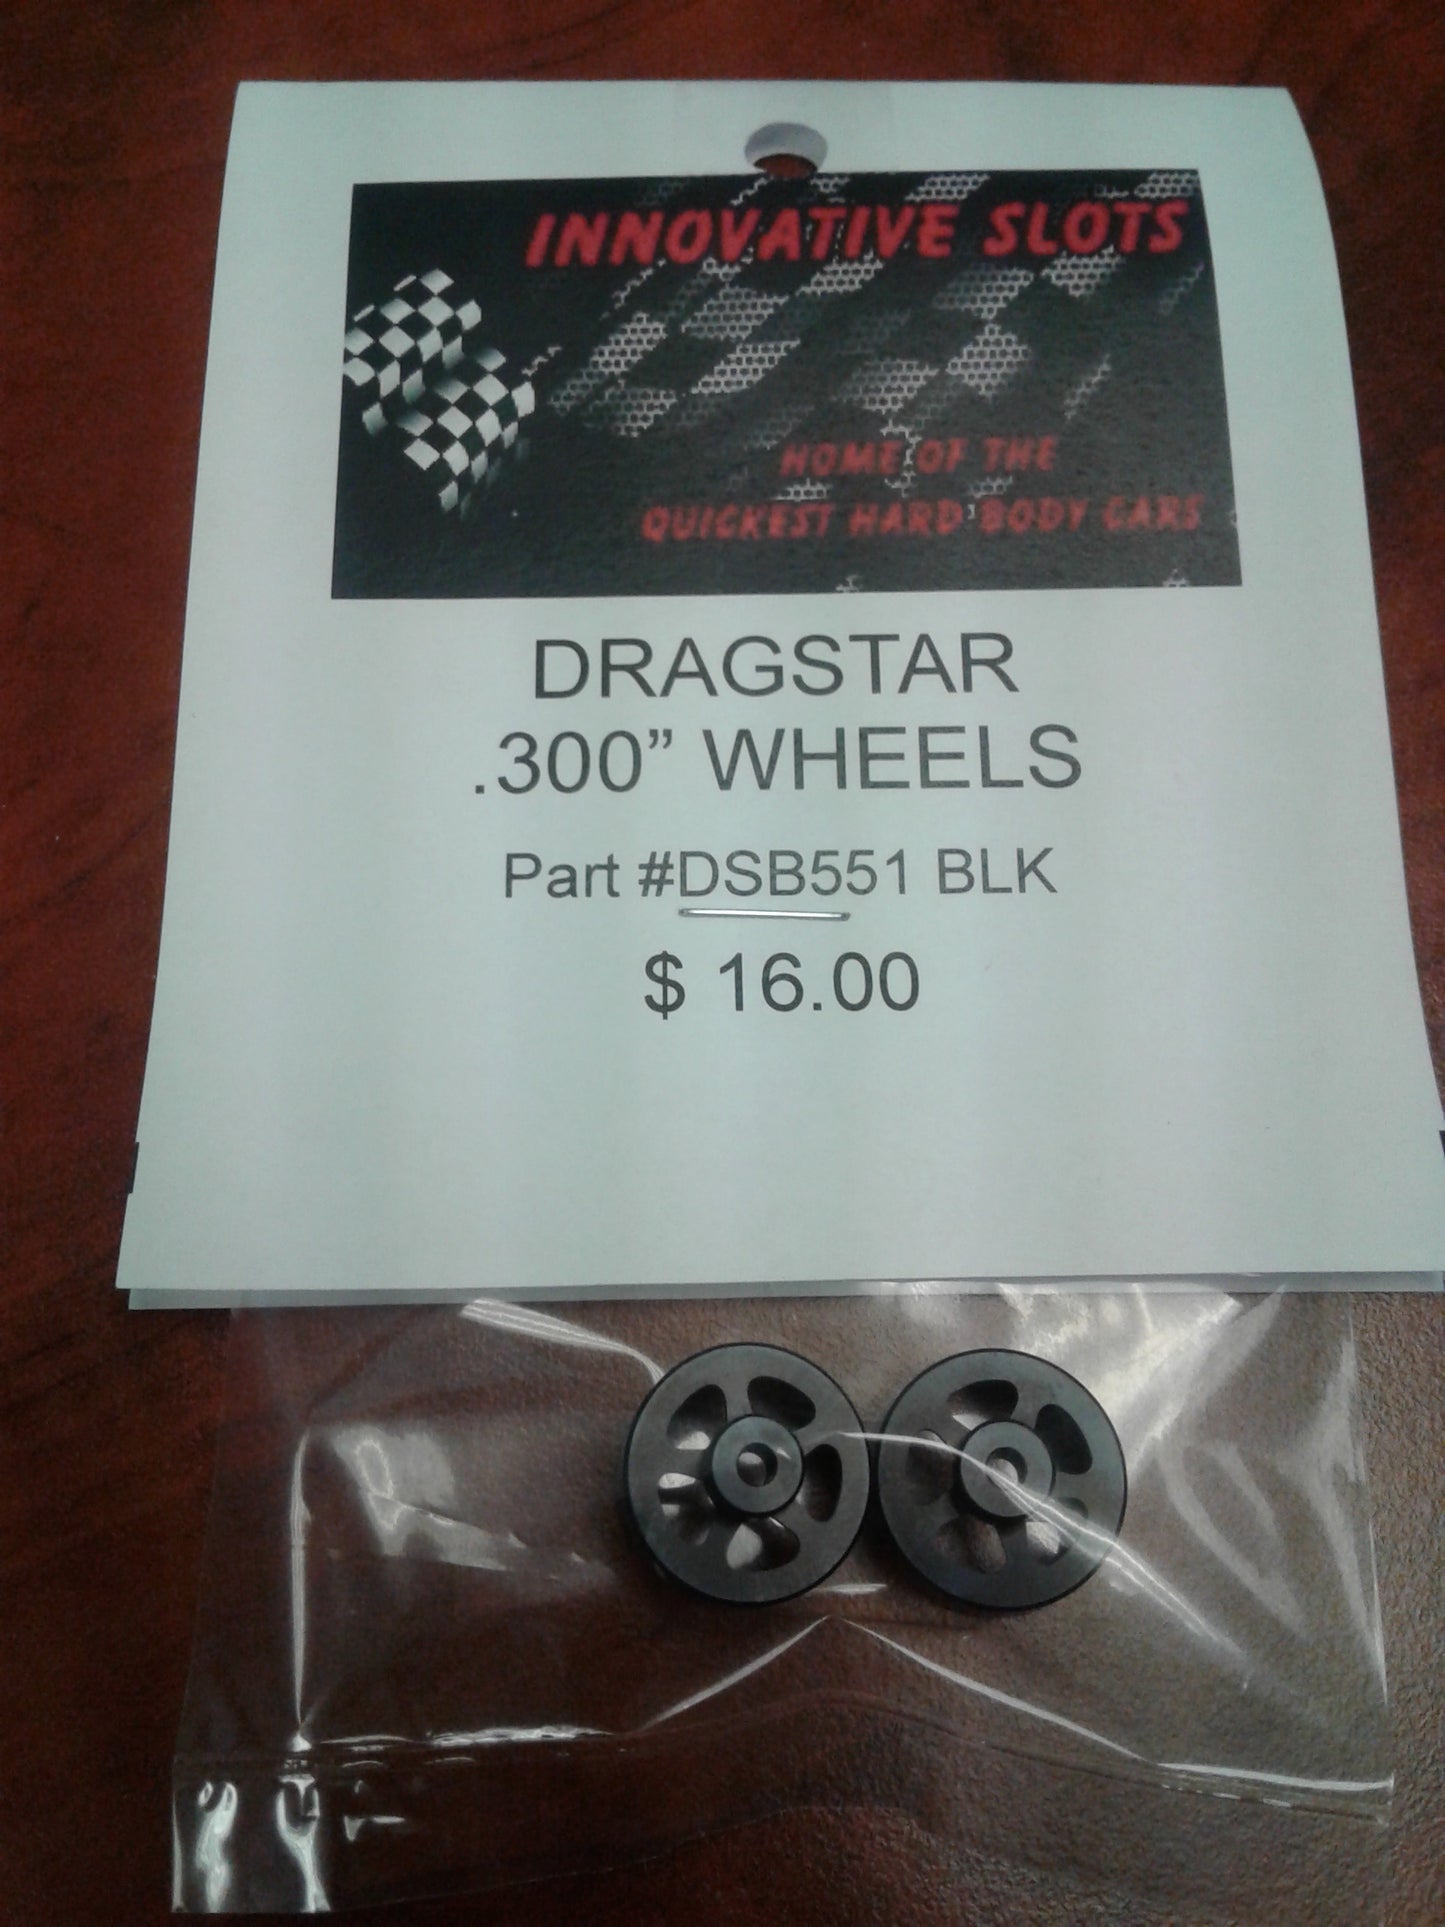 INNOVATIVE SLOTS
HOME OF THE
QUICKEST HARD BODY CARS
DRAGSTAR
.300” WHEELS
Part #DSB551 BLK
$ 16.00